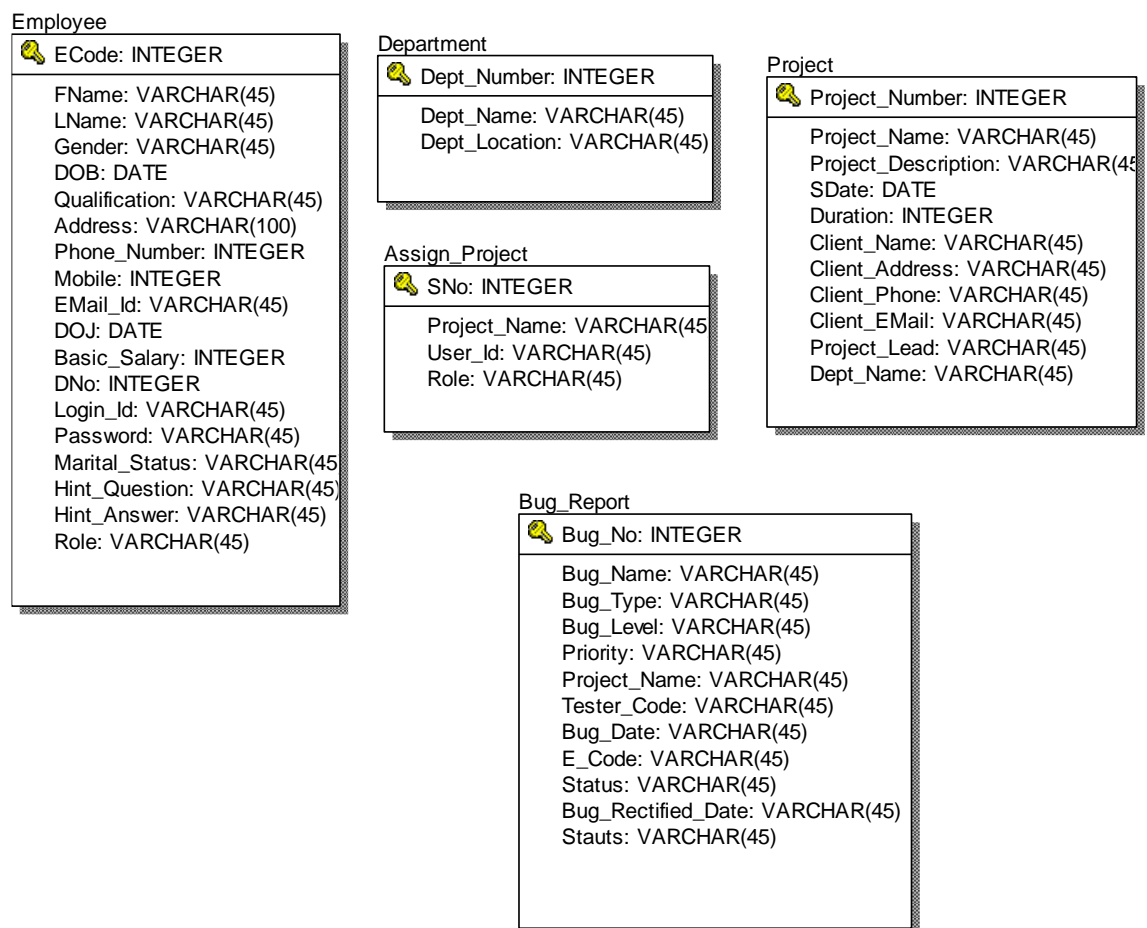 Employee
ECode: INTEGER
FName: VARCHAR(45)
LName: VARCHAR(45)
Gender: VARCHAR(45)
DOB: DATE
Qualification: VARCHAR(45)
Address: VARCHAR(100)
Phone_Number: INTEGER
Mobile: INTEGER
EMail_Id: VARCHAR(45)
DOJ: DATE
Basic_Salary: INTEGER
DNo: INTEGER
Login_Id: VARCHAR(45)
Password: VARCHAR(45)
Marital_Status: VARCHAR(45
Hint_Question: VARCHAR(45)
Hint_Answer: VARCHAR(45)
Role: VARCHAR(45)
Department
Dept_Number: INTEGER
Dept_Name: VARCHAR(45)
Dept_Location: VARCHAR(45)
Project
Project_Number: INTEGER
Project_Name: VARCHAR(45)
Project_Description: VARCHAR(45
SDate: DATE
Duration: INTEGER
Client_Name: VARCHAR(45)
Client_Address: VARCHAR(45)
Client_Phone: VARCHAR(45)
Client_EMail: VARCHAR(45)
Project_Lead: VARCHAR(45)
Dept_Name: VARCHAR(45)
Assign_Project
SNo: INTEGER
Project_Name: VARCHAR(45
User_Id: VARCHAR(45)
Role: VARCHAR(45)
Bug_Report
Bug_No: INTEGER
Bug_Name: VARCHAR(45)
Bug_Type: VARCHAR(45)
Bug_Level: VARCHAR(45)
Priority: VARCHAR(45)
Project_Name: VARCHAR(45)
Tester_Code: VARCHAR(45)
Bug_Date: VARCHAR(45)
E_Code: VARCHAR(45)
Status: VARCHAR(45)
Bug_Rectified_Date: VARCHAR(45)
Stauts: VARCHAR(45)